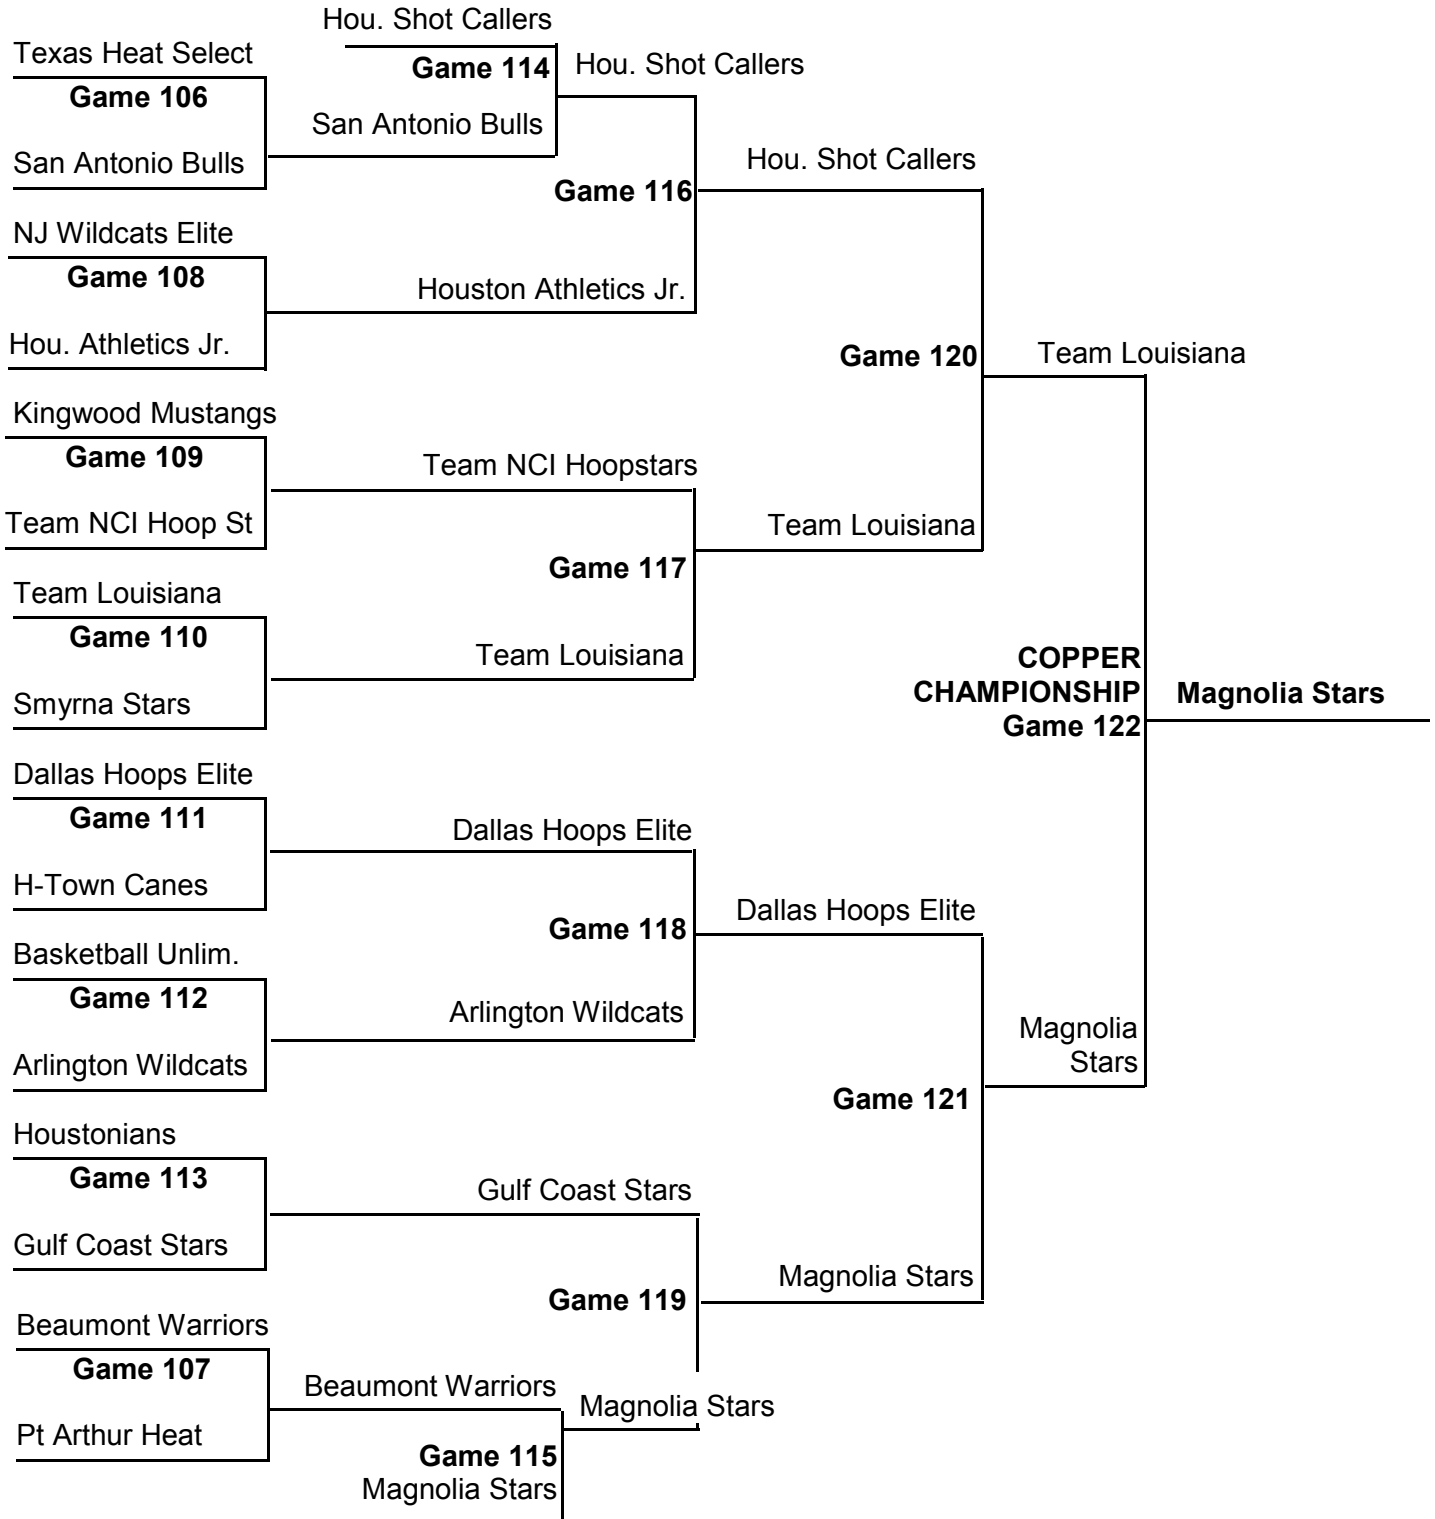 Hou. Shot Callers
Texas Heat Select
Game 114
Hou. Shot Callers
Game 106
San Antonio Bulls
San Antonio Bulls
Hou. Shot Callers
Game 116
NJ Wildcats Elite
Game 108
Houston Athletics Jr.
Hou. Athletics Jr.
Game 120
Team Louisiana
Kingwood Mustangs
Game 109
Team NCI Hoopstars
Team NCI Hoop St
Team Louisiana
Game 117
Team Louisiana
Game 110
Team Louisiana
Smyrna Stars
COPPER
CHAMPIONSHIP
Game 122
Magnolia Stars
Dallas Hoops Elite
Game 111
Dallas Hoops Elite
H-Town Canes
Dallas Hoops Elite
Game 118
Basketball Unlim.
Game 112
Arlington Wildcats
Arlington Wildcats
Magnolia
Stars
Game 121
Houstonians
Game 113
Gulf Coast Stars
Gulf Coast Stars
Magnolia Stars
Game 119
Beaumont Warriors
Game 107
Beaumont Warriors
Magnolia Stars
Pt Arthur Heat
Game 115
Magnolia Stars